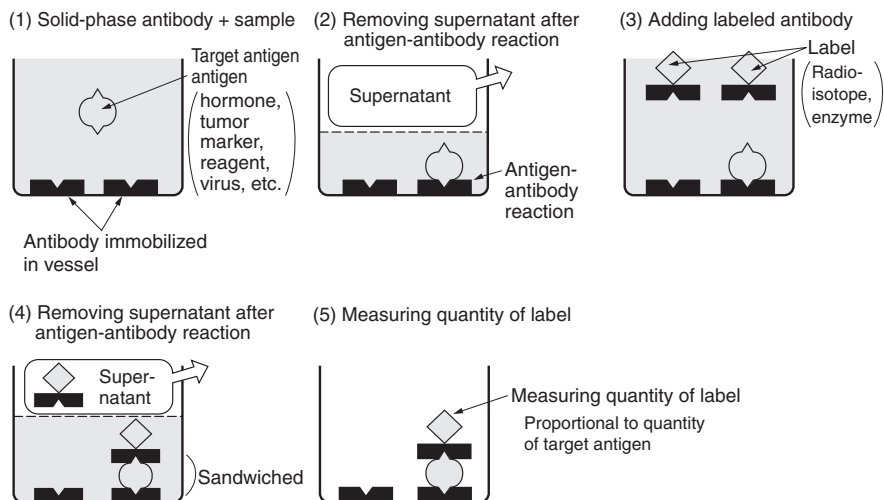 (1) Solid-phase antibody + sample
Target antigen
antigen
(hormone,
tumor
marker,
reagent,
virus, etc.)
Antibody immobilized
in vessel
(2) Removing supernatant after
antigen-antibody reaction
Supernatant
Antigen-
antibody
reaction
(3) Adding labeled antibody
Label
(Radio-
isotope,
enzyme)
(4) Removing supernatant after
antigen-antibody reaction
Super-
natant
Sandwiched
(5) Measuring quantity of label
Measuring quantity of label
Proportional to quantity
of target antigen